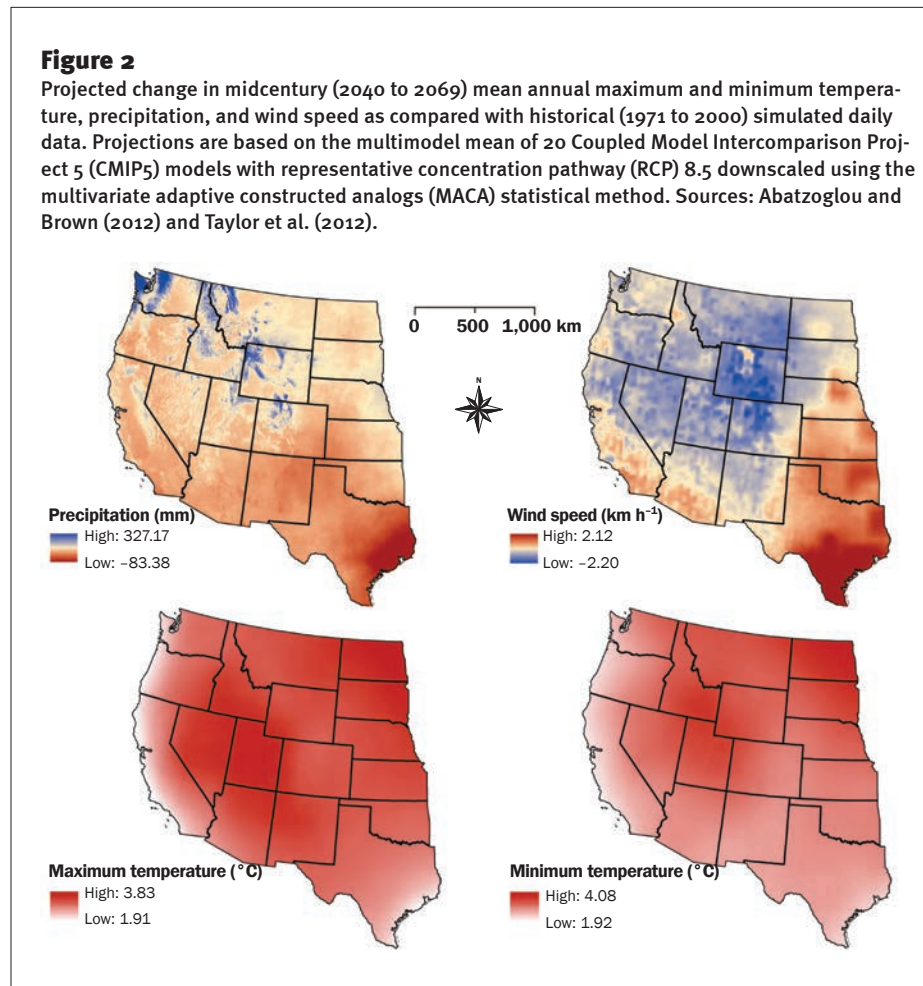 Figure 2
Projected change in midcentury (2040 to 2069) mean annual maximum and minimum tempera-
ture, precipitation, and wind speed as compared with historical (1971 to 2000) simulated daily
data. Projections are based on the multimodel mean of 20 Coupled Model Intercomparison Proj-
ect 5 (CMIP5) models with representative concentration pathway (RCP) 8.5 downscaled using the
multivariate adaptive constructed analogs (MACA) statistical method. Sources: Abatzoglou and
Brown (2012) and Taylor et al. (2012).
0 500 1,000 km
N
Precipitation (mm)
High: 327.17
Low: –83.38
Wind speed (km h⁻¹)
High: 2.12
Low: –2.20
Maximum temperature (°C)
High: 3.83
Low: 1.91
Minimum temperature (°C)
High: 4.08
Low: 1.92